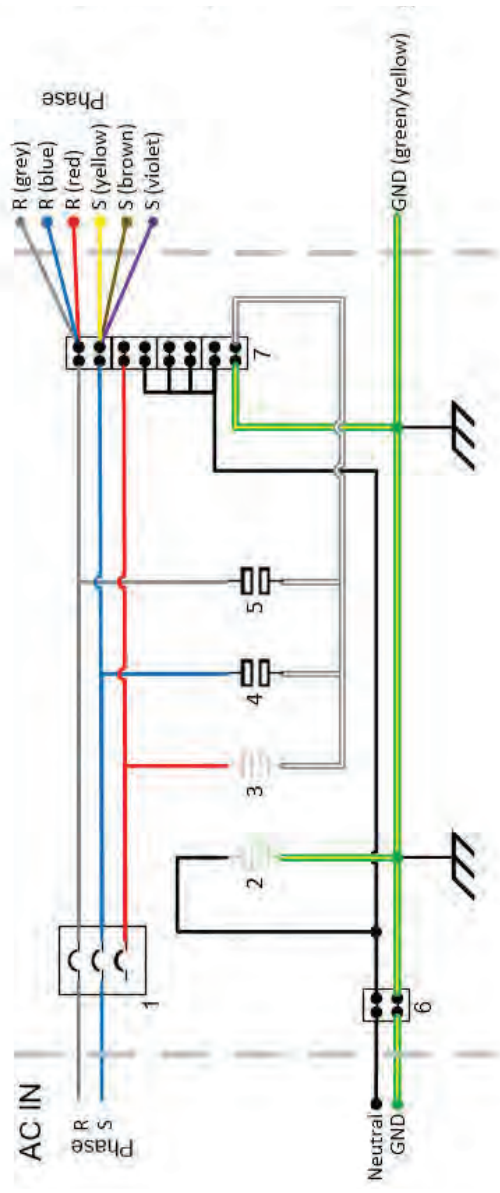 AC IN
R
S
Phase
Neutral
GND
1
2
3
4
5
6
7
Phase
R (grey)
R (blue)
R (red)
S (yellow)
S (brown)
S (violet)
GND (green/yellow)